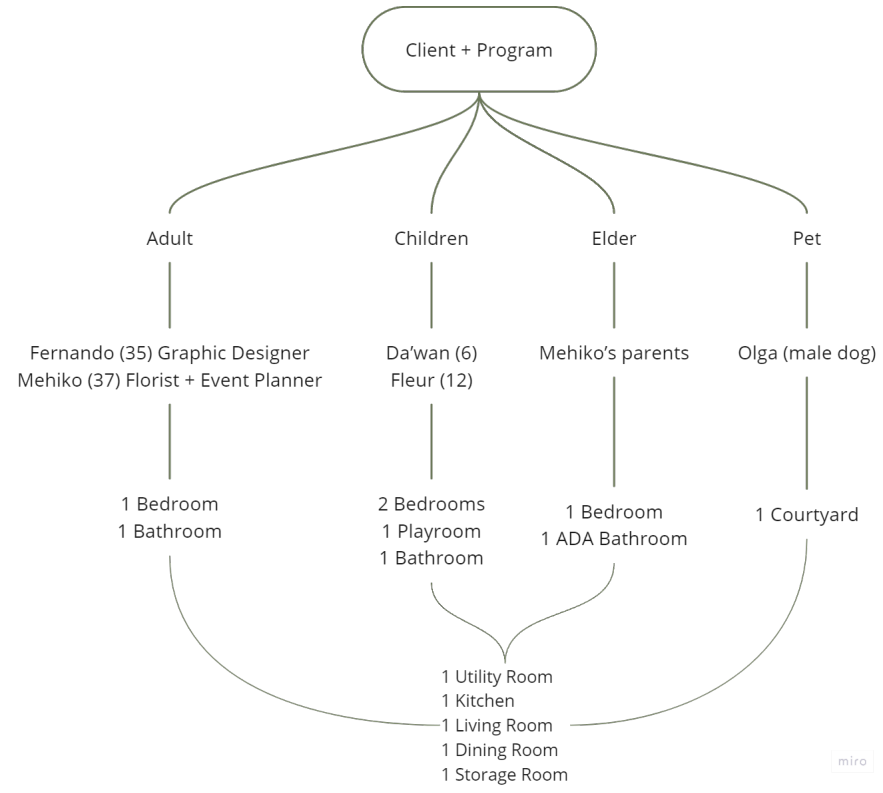 Client + Program
Adult
Children
Elder
Pet
Fernando (35) Graphic Designer
Mehiko (37) Florist + Event Planner
Da’wan (6)
Fleur (12)
Mehiko’s parents
Olga (male dog)
1 Bedroom
1 Bathroom
2 Bedrooms
1 Playroom
1 Bathroom
1 Bedroom
1 ADA Bathroom
1 Courtyard
1 Utility Room
1 Kitchen
1 Living Room
1 Dining Room
1 Storage Room
miro